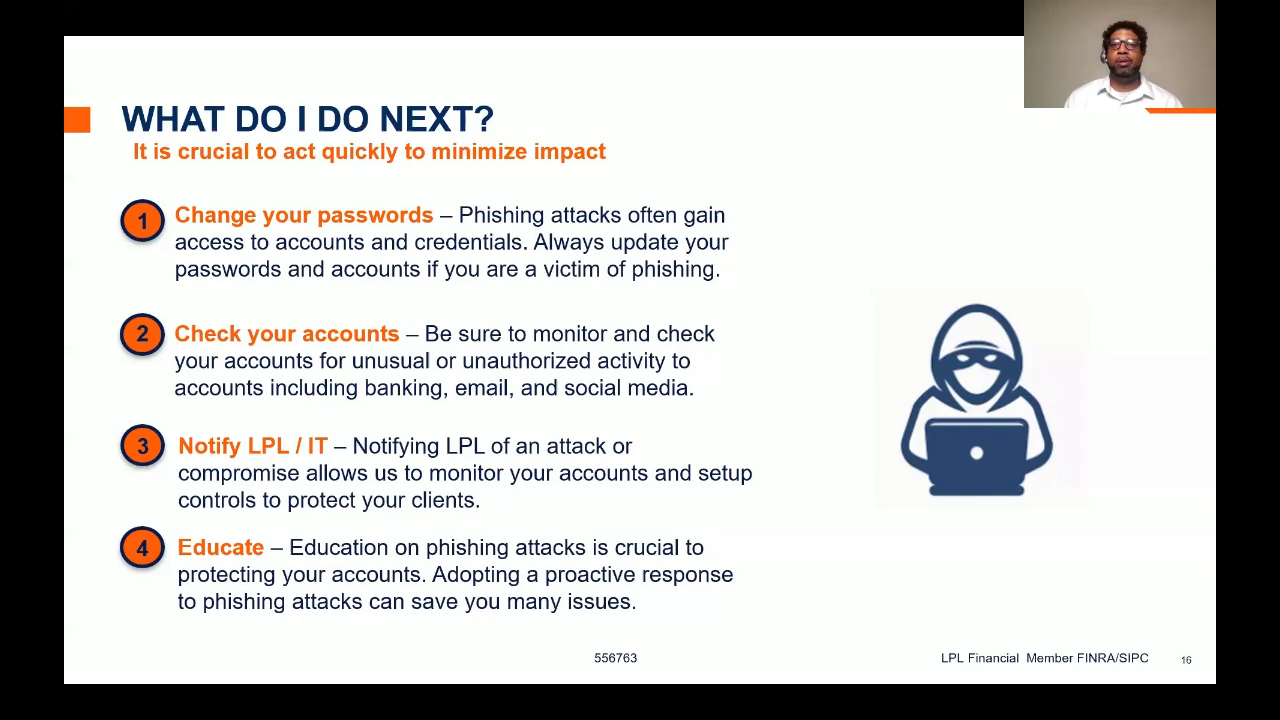 WHAT DO I DO NEXT?
It is crucial to act quickly to minimize impact
1 Change your passwords – Phishing attacks often gain
access to accounts and credentials. Always update your
passwords and accounts if you are a victim of phishing.
2 Check your accounts – Be sure to monitor and check
your accounts for unusual or unauthorized activity to
accounts including banking, email, and social media.
3 Notify LPL / IT – Notifying LPL of an attack or
compromise allows us to monitor your accounts and setup
controls to protect your clients.
4 Educate – Education on phishing attacks is crucial to
protecting your accounts. Adopting a proactive response
to phishing attacks can save you many issues.
556763
LPL Financial Member FINRA/SIPC
16